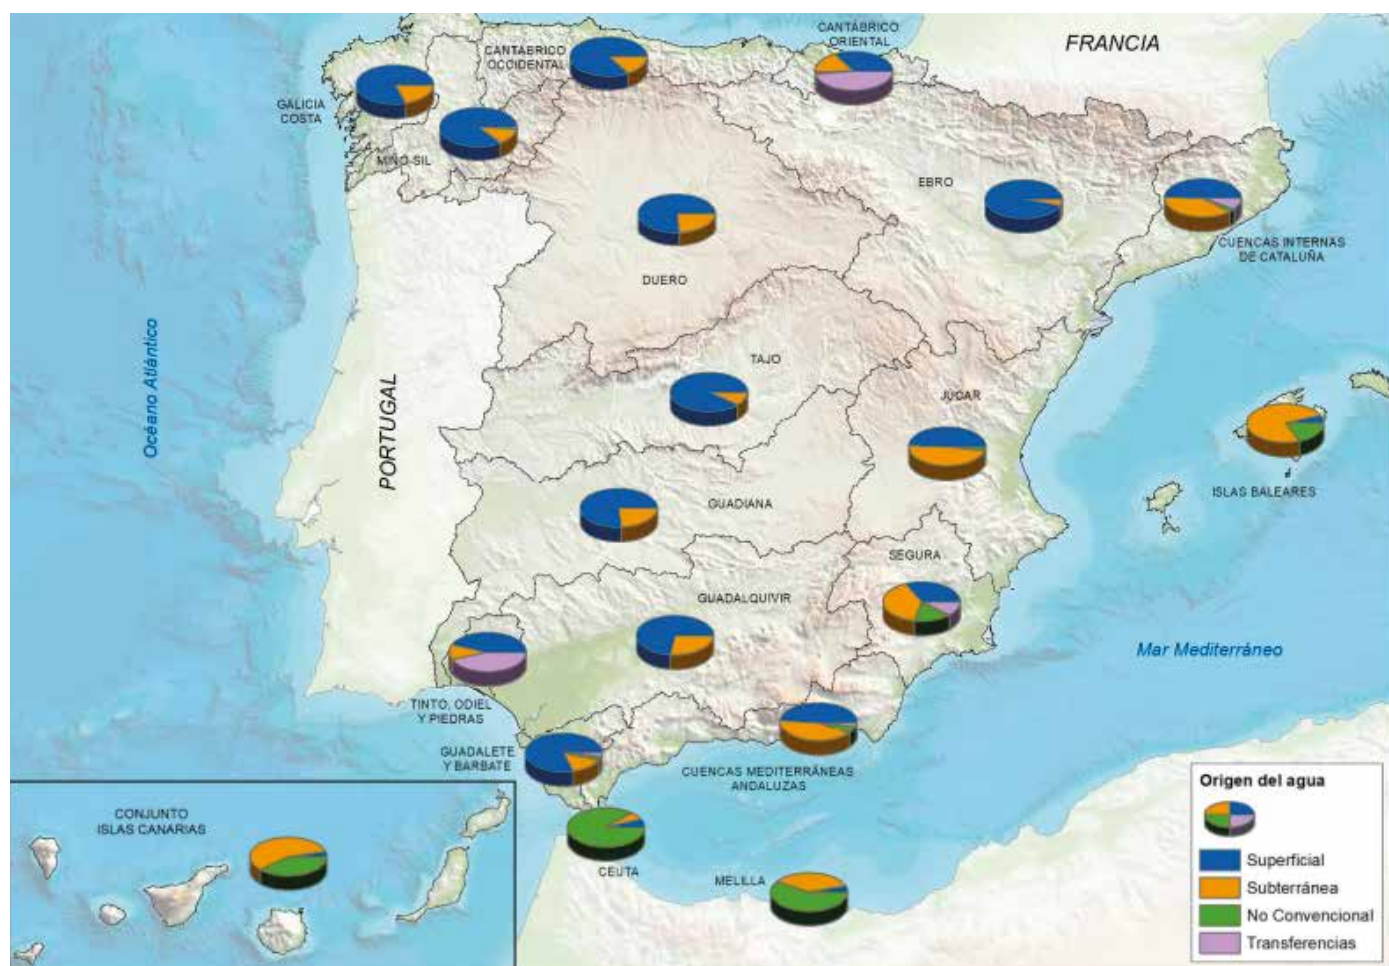 CANTÁBRICO
ORIENTAL
FRANCIA
CANTÁBRICO
OCCIDENTAL
GALICIA
COSTA
MIÑO-SIL
EBRO
CUENCAS INTERNAS
DE CATALUÑA
DUERO
Océano Atlántico
PORTUGAL
TAJO
JÚCAR
ISLAS BALEARES
GUADIANA
SEGURA
GUADALQUIVIR
Mar Mediterráneo
TINTO, ODIEL
Y PIEDRAS
GUADALETE
Y BARBATE
CUENCAS MEDITERRÁNEAS
ANDALUZAS
CONJUNTO
ISLAS CANARIAS
CEUTA
MELILLA
Origen del agua
Superficial
Subterránea
No Convencional
Transferencias